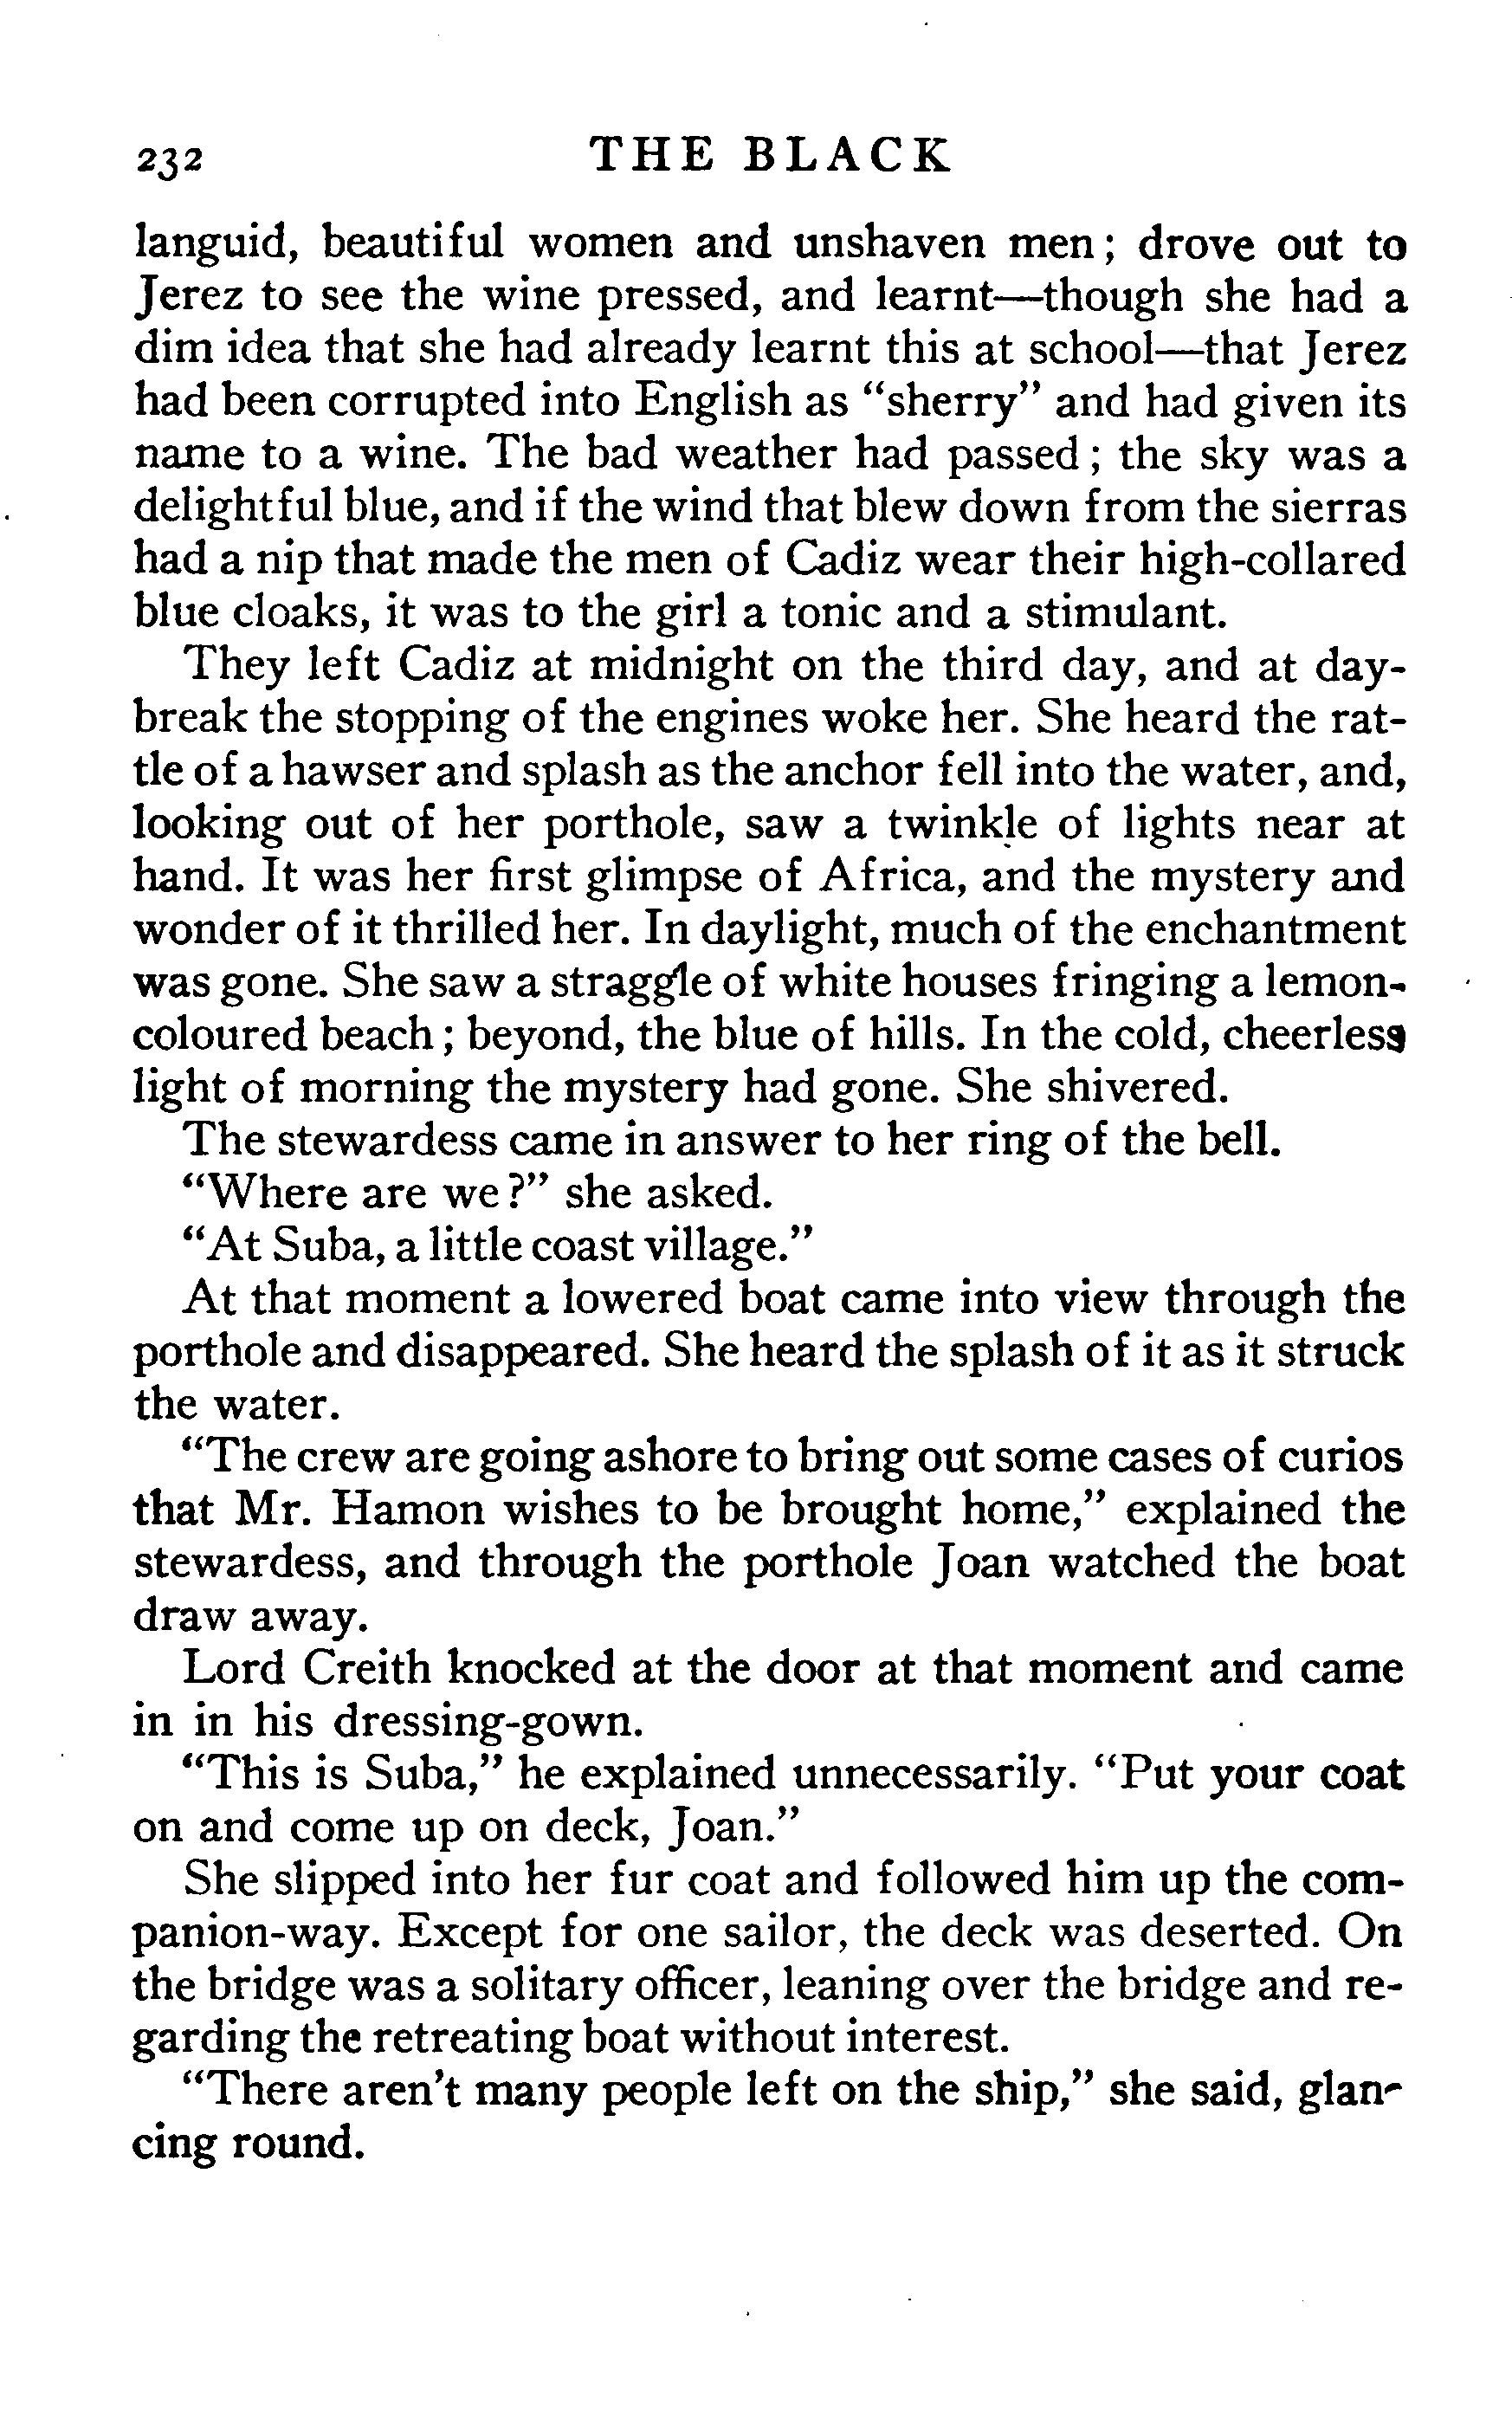 232 THE BLACK
languid, beautiful women and unshaven men; drove out to
Jerez to see the wine pressed, and learnt—though she had a
dim idea that she had already learnt this at school—that Jerez
had been corrupted into English as "sherry" and had given its
name to a wine. The bad weather had passed; the sky was a
delightful blue, and if the wind that blew down from the sierras
had a nip that made the men of Cadiz wear their high-collared
blue cloaks, it was to the girl a tonic and a stimulant.
They left Cadiz at midnight on the third day, and at day-
break the stopping of the engines woke her. She heard the rat-
tle of a hawser and splash as the anchor fell into the water, and,
looking out of her porthole, saw a twinkle of lights near at
hand. It was her first glimpse of Africa, and the mystery and
wonder of it thrilled her. In daylight, much of the enchantment
was gone. She saw a straggle of white houses fringing a lemon-
coloured beach; beyond, the blue of hills. In the cold, cheerless
light of morning the mystery had gone. She shivered.
The stewardess came in answer to her ring of the bell.
"Where are we?" she asked.
"At Suba, a little coast village."
At that moment a lowered boat came into view through the
porthole and disappeared. She heard the splash of it as it struck
the water.
"The crew are going ashore to bring out some cases of curios
that Mr. Hamon wishes to be brought home," explained the
stewardess, and through the porthole Joan watched the boat
draw away.
Lord Creith knocked at the door at that moment and came
in in his dressing-gown.
"This is Suba," he explained unnecessarily. "Put your coat
on and come up on deck, Joan."
She slipped into her fur coat and followed him up the com-
panion-way. Except for one sailor, the deck was deserted. On
the bridge was a solitary officer, leaning over the bridge and re-
garding the retreating boat without interest.
"There aren't many people left on the ship," she said, glan-
cing round.